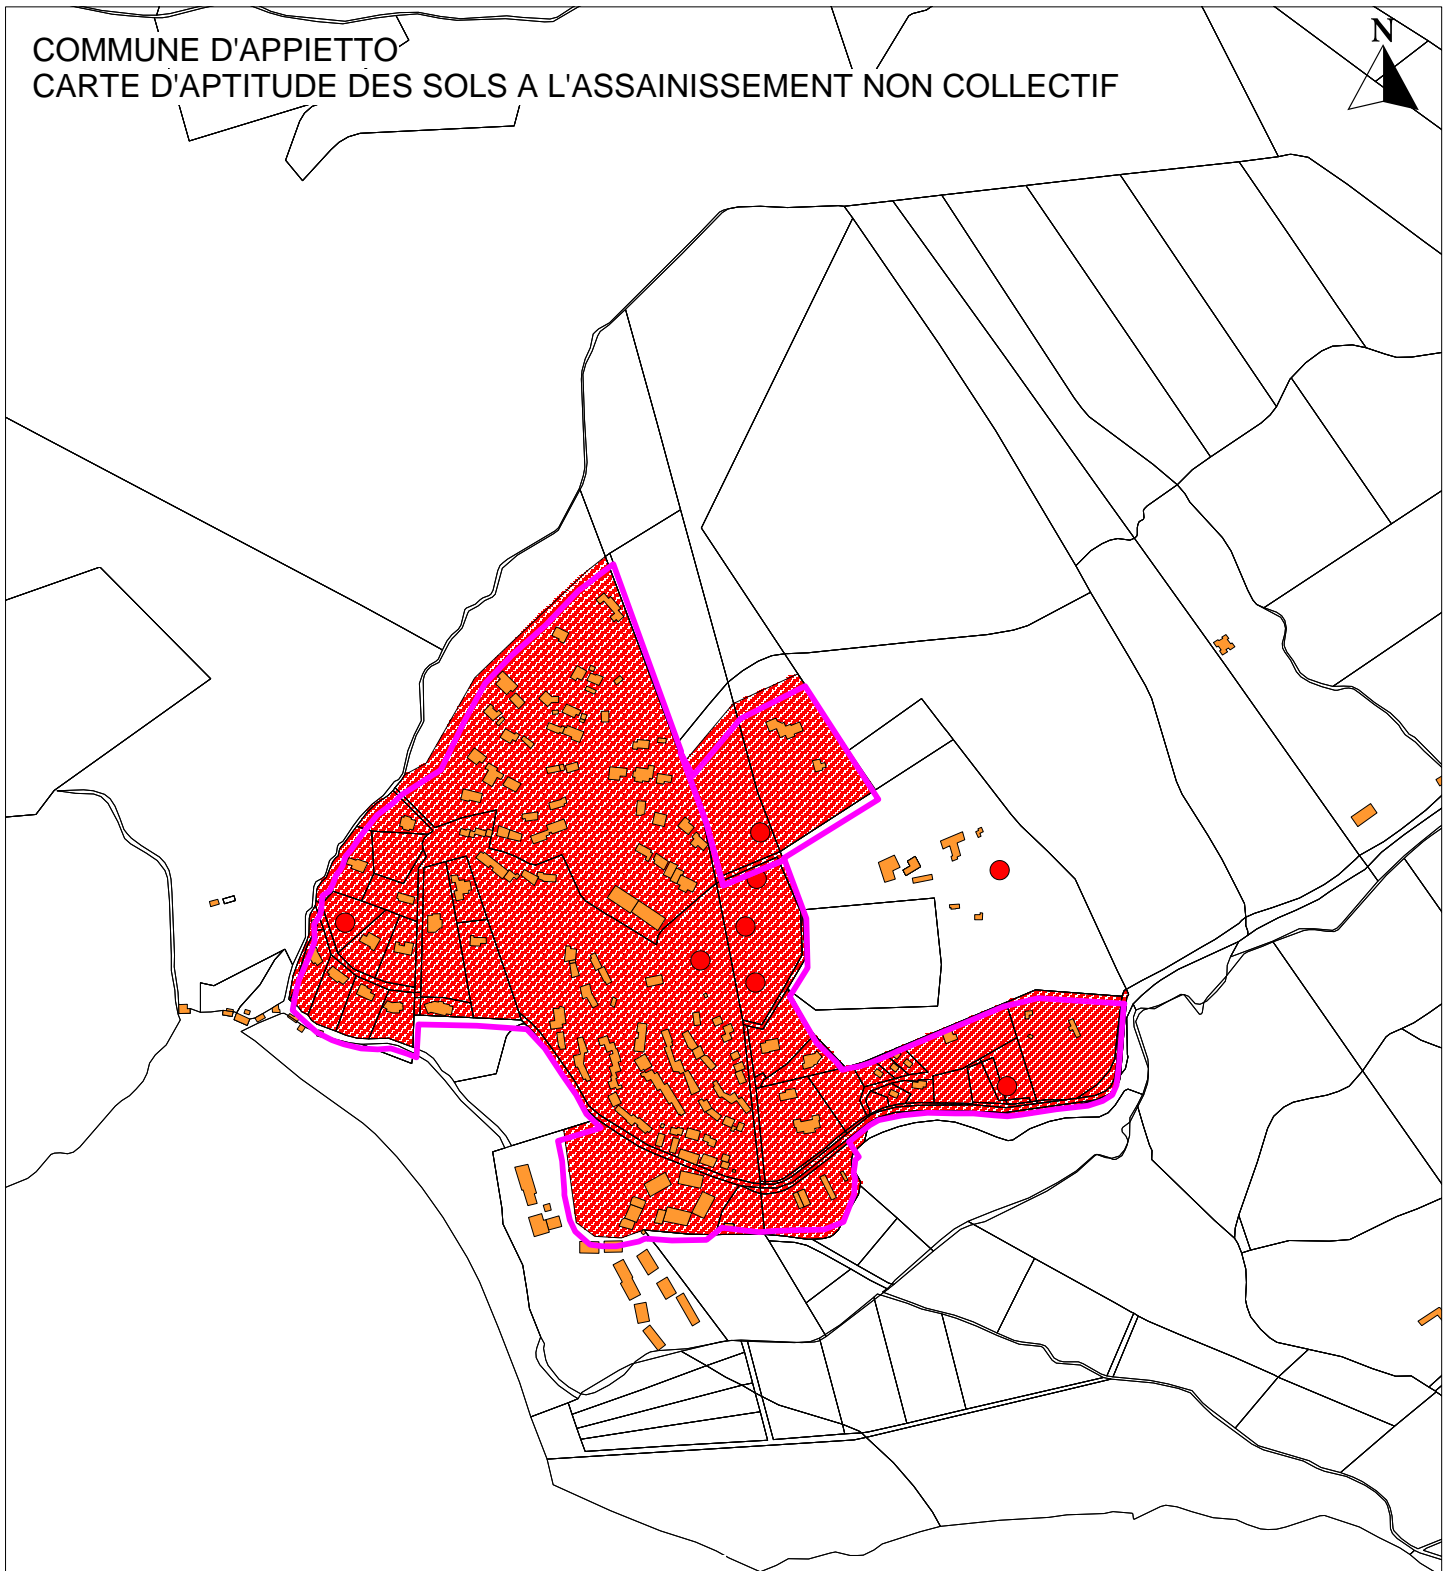 COMMUNE D'APPIETTO
CARTE D'APTITUDE DES SOLS A L'ASSAINISSEMENT NON COLLECTIF
N